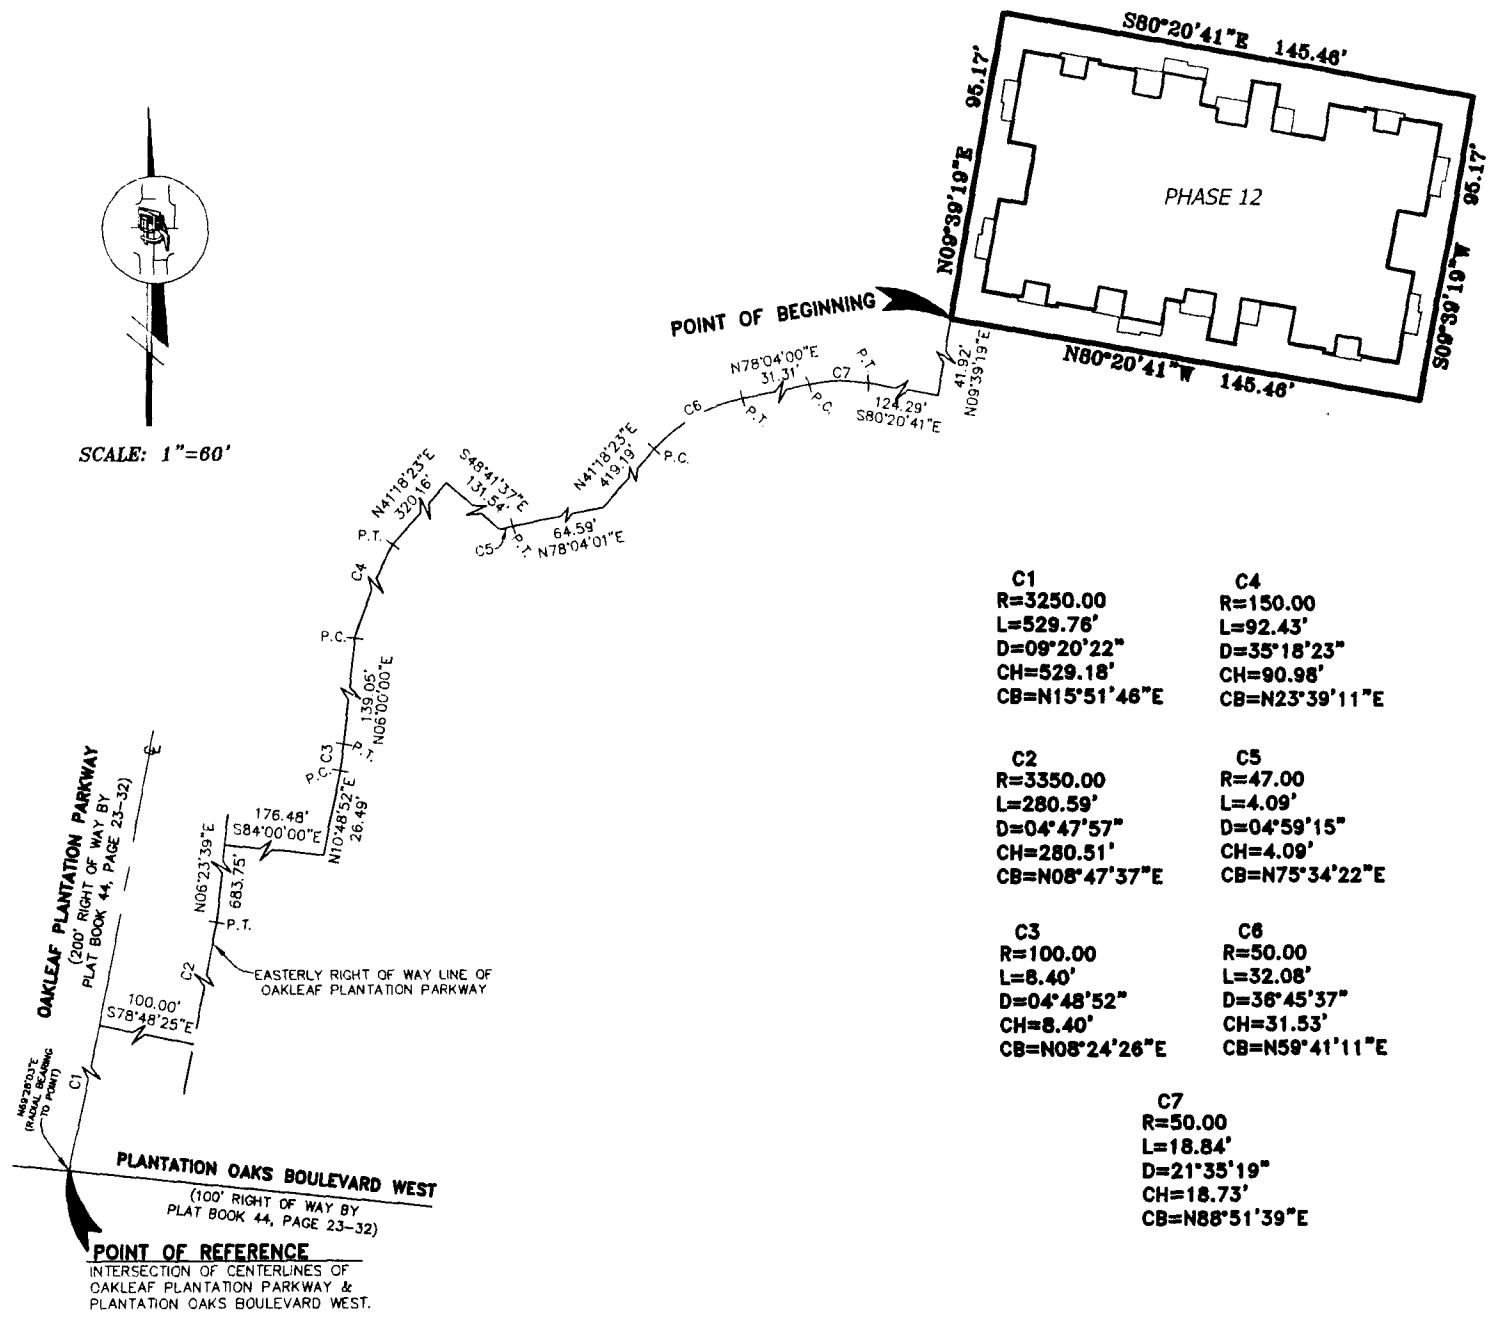 S80°20'41"E 145.46'
95.17'
N09°39'19"E
PHASE 12
95.17'
S09°39'19"W
N80°20'41"W 145.46'
POINT OF BEGINNING
41.92'
N09°39'19"E
N78°04'00"E
31.31'
C7
P.T.
P.C.
124.29'
S80°20'41"E
C6
P.T.
N41°18'23"E
419.19'
P.C.
SCALE: 1"=60'
N41°18'23"E
320.16'
S48°41'37"E
131.54'
P.T.
C5
P.T.
64.59'
N78°04'01"E
C4
P.C.
139.05'
N06°00'00"E
C3
P.T.
P.C.
N10°48'52"E
26.49'
176.48'
S84°00'00"E
N06°23'39"E
683.75'
P.T.
C2
EASTERLY RIGHT OF WAY LINE OF
OAKLEAF PLANTATION PARKWAY
OAKLEAF PLANTATION PARKWAY
(200' RIGHT OF WAY BY
PLAT BOOK 44, PAGE 23-32)
100.00'
S78°48'25"E
C1
N69°28'03"E
(RADIAL BEARING
TO POINT)
PLANTATION OAKS BOULEVARD WEST
(100' RIGHT OF WAY BY
PLAT BOOK 44, PAGE 23-32)
POINT OF REFERENCE
INTERSECTION OF CENTERLINES OF
OAKLEAF PLANTATION PARKWAY &
PLANTATION OAKS BOULEVARD WEST.
C1
R=3250.00
L=529.76'
D=09°20'22"
CH=529.18'
CB=N15°51'46"E
C4
R=150.00
L=92.43'
D=35°18'23"
CH=90.98'
CB=N23°39'11"E
C2
R=3350.00
L=280.59'
D=04°47'57"
CH=280.51'
CB=N08°47'37"E
C5
R=47.00
L=4.09'
D=04°59'15"
CH=4.09'
CB=N75°34'22"E
C3
R=100.00
L=8.40'
D=04°48'52"
CH=8.40'
CB=N08°24'26"E
C6
R=50.00
L=32.08'
D=36°45'37"
CH=31.53'
CB=N59°41'11"E
C7
R=50.00
L=18.84'
D=21°35'19"
CH=18.73'
CB=N88°51'39"E